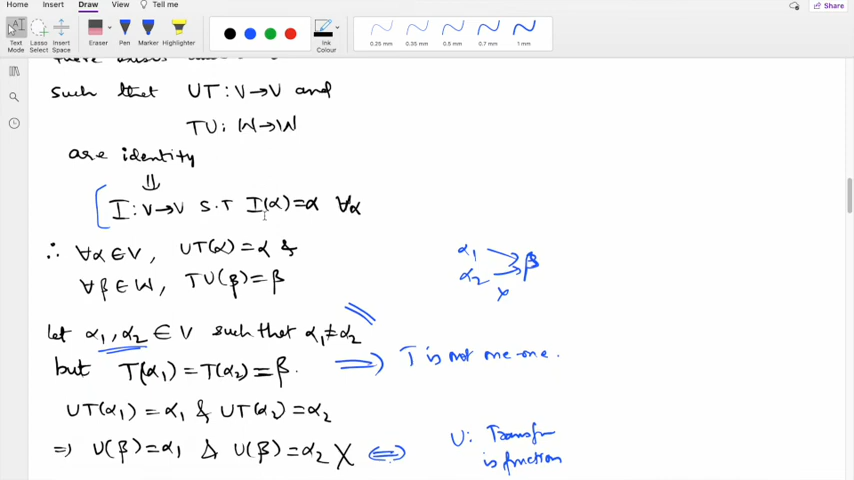 Home Insert Draw View Tell me
Share
Text Mode
Lasso Select
Insert Space
Eraser
Pen
Marker
Highlighter
Ink Colour
0.25 mm
0.35 mm
0.5 mm
0.7 mm
1 mm
there exists
such that UT : V→V and
TU: W→W
are identity
⇓
I : V→V S.T I(α)=α ∀α
∴ ∀α∈V, UT(α)=α &
∀β∈W, TU(β)=β
α1
α2
β
x
let α1, α2 ∈ V such that α1≠α2
but T(α1)=T(α2)=β. ⟹ T is not one-one.
UT(α1)=α1 & UT(α2)=α2
⇒ U(β)=α1 & U(β)=α2 X ⟺
U: Transfm
is function